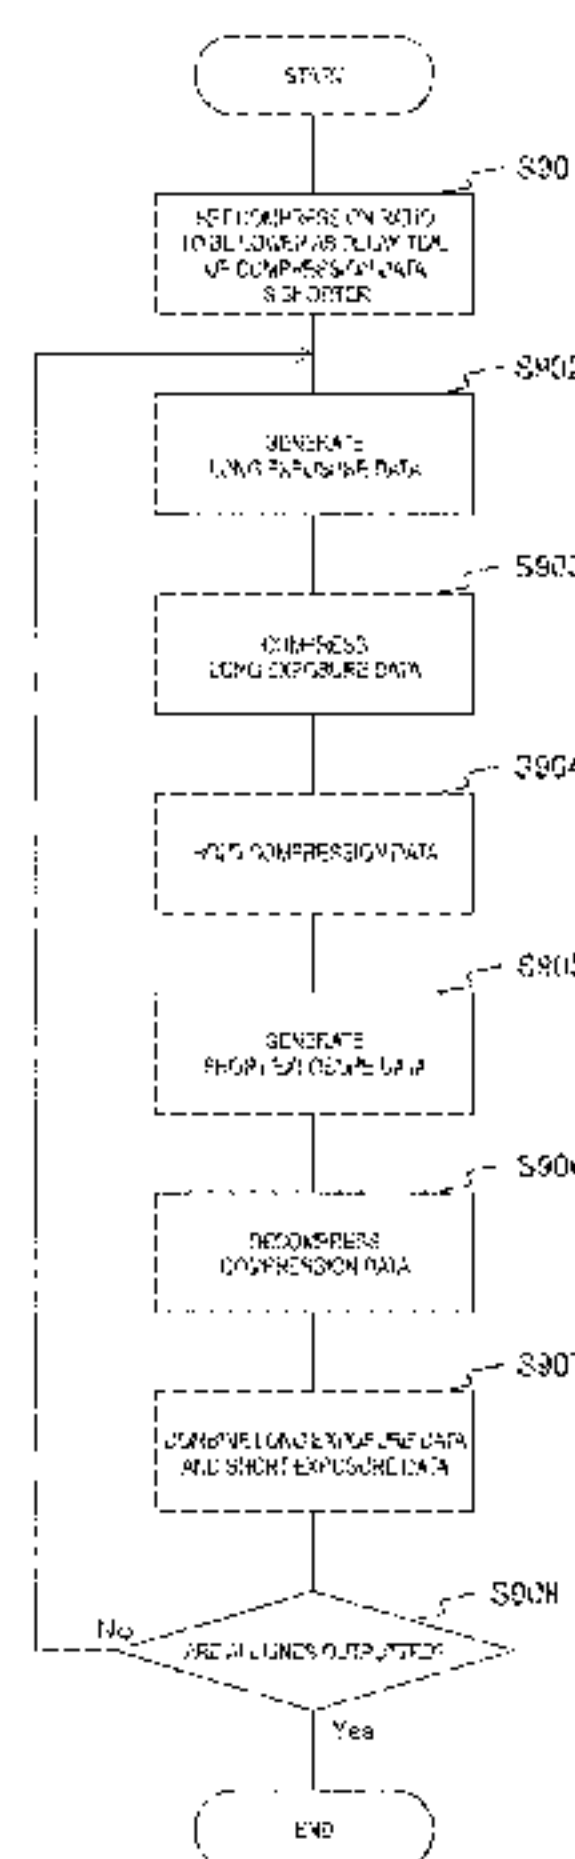 START
S90
SET COMPRESSION RATIO
TO BE LOWER AS DELAY TIME
OF COMPRESSION DATA
IS SHORTER
S902
GENERATE
LONG EXPOSURE DATA
S903
COMPRESS
LONG EXPOSURE DATA
S904
HOLD COMPRESSION DATA
S905
GENERATE
SHORT EXPOSURE DATA
S906
DECOMPRESS
COMPRESSION DATA
S907
COMBINE LONG EXPOSURE DATA
AND SHORT EXPOSURE DATA
S908
No
ARE ALL LINES OUTPUTTED?
Yes
END